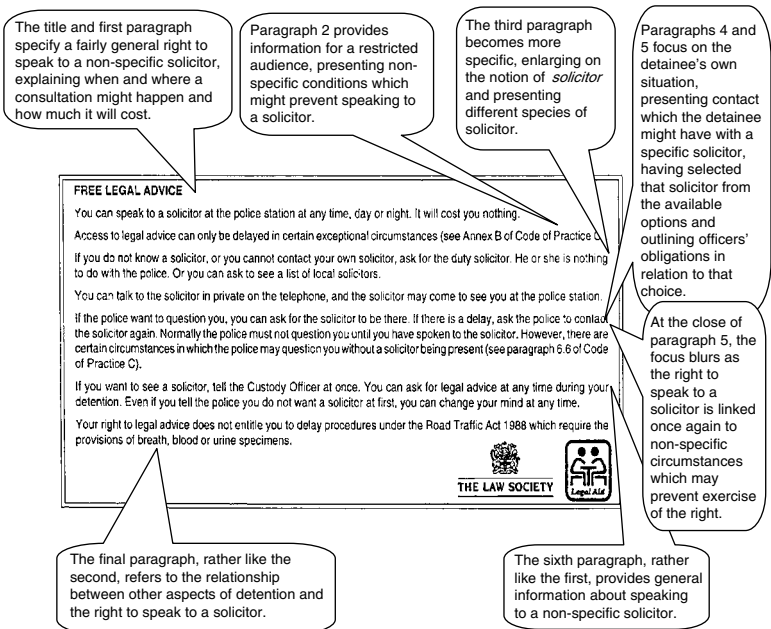 The title and first paragraph
specify a fairly general right to
speak to a non-specific solicitor,
explaining when and where a
consultation might happen and
how much it will cost.
Paragraph 2 provides
information for a restricted
audience, presenting non-
specific conditions which
might prevent speaking to
a solicitor.
The third paragraph
becomes more
specific, enlarging on
the notion of solicitor
and presenting
different species of
solicitor.
Paragraphs 4 and
5 focus on the
detainee's own
situation,
presenting contact
which the detainee
might have with a
specific solicitor,
having selected
that solicitor from
the available
options and
outlining officers'
obligations in
relation to that
choice.
FREE LEGAL ADVICE
You can speak to a solicitor at the police station at any time, day or night. It will cost you nothing.
Access to legal advice can only be delayed in certain exceptional circumstances (see Annex B of Code of Practice
If you do not know a solicitor, or you cannot contact your own solicitor, ask for the duty solicitor. He or she is nothing
to do with the police. Or you can ask to see a list of local solicitors.
You can talk to the solicitor in private on the telephone, and the solicitor may come to see you at the police station.
If the police want to question you, you can ask for the solicitor to be there. If there is a delay, ask the police to contact
the solicitor again. Normally the police must not question you until you have spoken to the solicitor. However, there are
certain circumstances in which the police may question you without a solicitor being present (see paragraph 6.6 of Code
of Practice C).
If you want to see a solicitor, tell the Custody Officer at once. You can ask for legal advice at any time during your
detention. Even if you tell the police you do not want a solicitor at first, you can change your mind at any time.
Your right to legal advice does not entitle you to delay procedures under the Road Traffic Act 1988 which require the
provisions of breath, blood or urine specimens.
THE LAW SOCIETY
Legal Aid
At the close of
paragraph 5, the
focus blurs as
the right to
speak to a
solicitor is linked
once again to
non-specific
circumstances
which may
prevent exercise
of the right.
The final paragraph, rather like the
second, refers to the relationship
between other aspects of detention and
the right to speak to a solicitor.
The sixth paragraph, rather
like the first, provides general
information about speaking
to a non-specific solicitor.